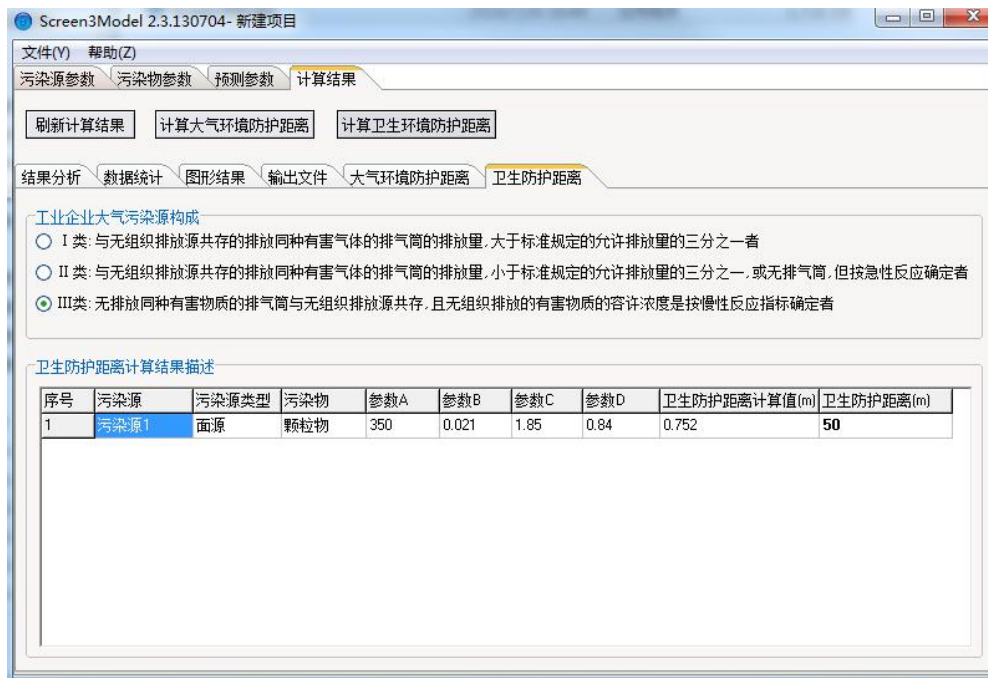 Screen3Model 2.3.130704- 新建项目
文件(Y) 帮助(Z)
污染源参数 污染物参数 预测参数 计算结果
刷新计算结果 计算大气环境防护距离 计算卫生环境防护距离
结果分析 数据统计 图形结果 输出文件 大气环境防护距离 卫生防护距离
工业企业大气污染源构成
I 类: 与无组织排放源共存的排放同种有害气体的排气筒的排放量,大于标准规定的允许排放量的三分之一者
II 类: 与无组织排放源共存的排放同种有害气体的排气筒的排放量,小于标准规定的允许排放量的三分之一,或无排气筒,但按急性反应确定者
III类: 无排放同种有害物质的排气筒与无组织排放源共存,且无组织排放的有害物质的容许浓度是按慢性反应指标确定者
卫生防护距离计算结果描述
序号 污染源 污染源类型 污染物 参数A 参数B 参数C 参数D 卫生防护距离计算值(m) 卫生防护距离(m)
1 污染源1 面源 颗粒物 350 0.021 1.85 0.84 0.752 50